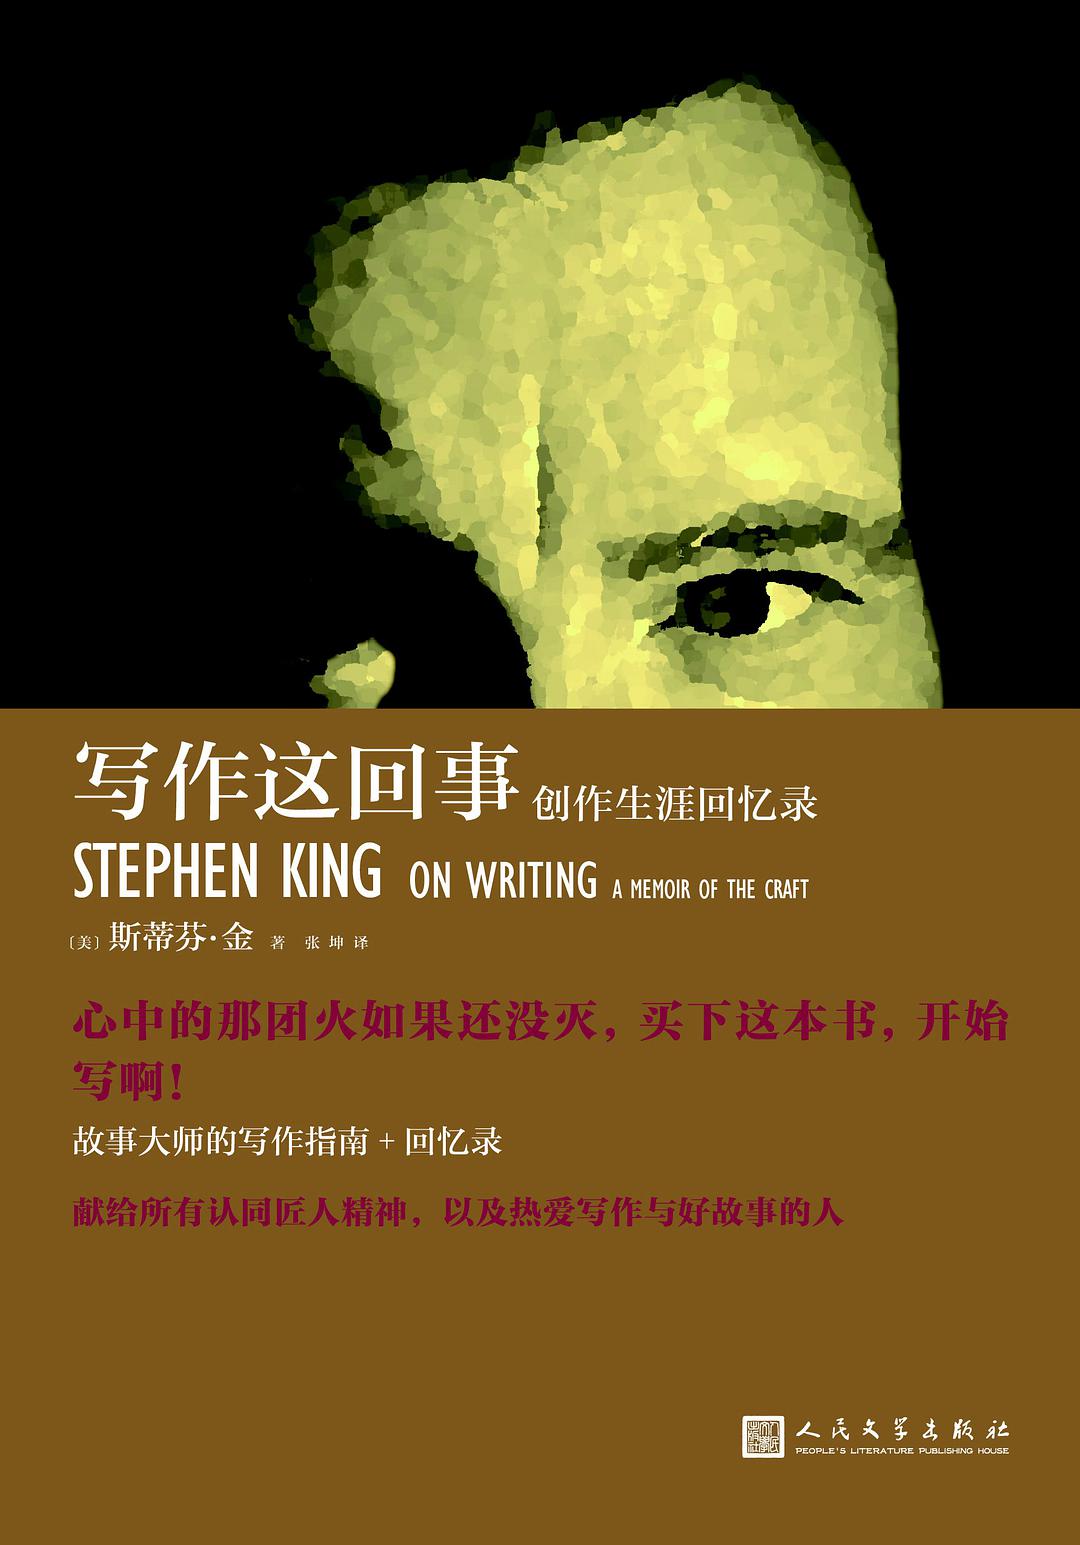 写作这回事 创作生涯回忆录
STEPHEN KING ON WRITING A MEMOIR OF THE CRAFT
〔美〕斯蒂芬·金 著 张坤 译
心中的那团火如果还没灭，买下这本书，开始
写啊！
故事大师的写作指南 + 回忆录
献给所有认同匠人精神，以及热爱写作与好故事的人
人民文学出版社
PEOPLE'S LITERATURE PUBLISHING HOUSE